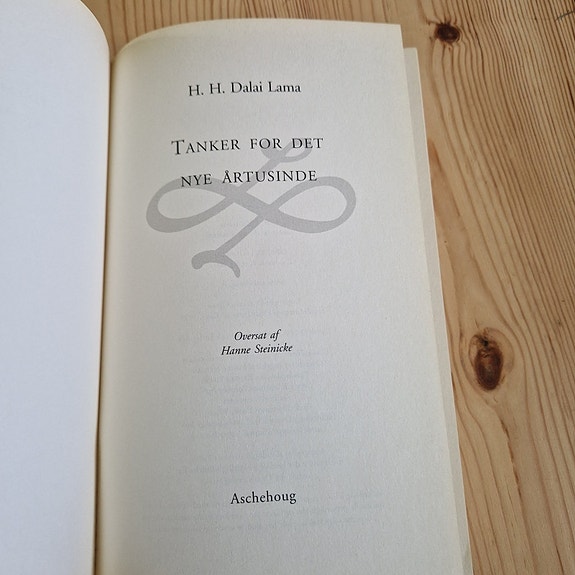 H. H. Dalai Lama
TANKER FOR DET
NYE ÅRTUSINDE
Oversat af
Hanne Steinicke
Aschehoug